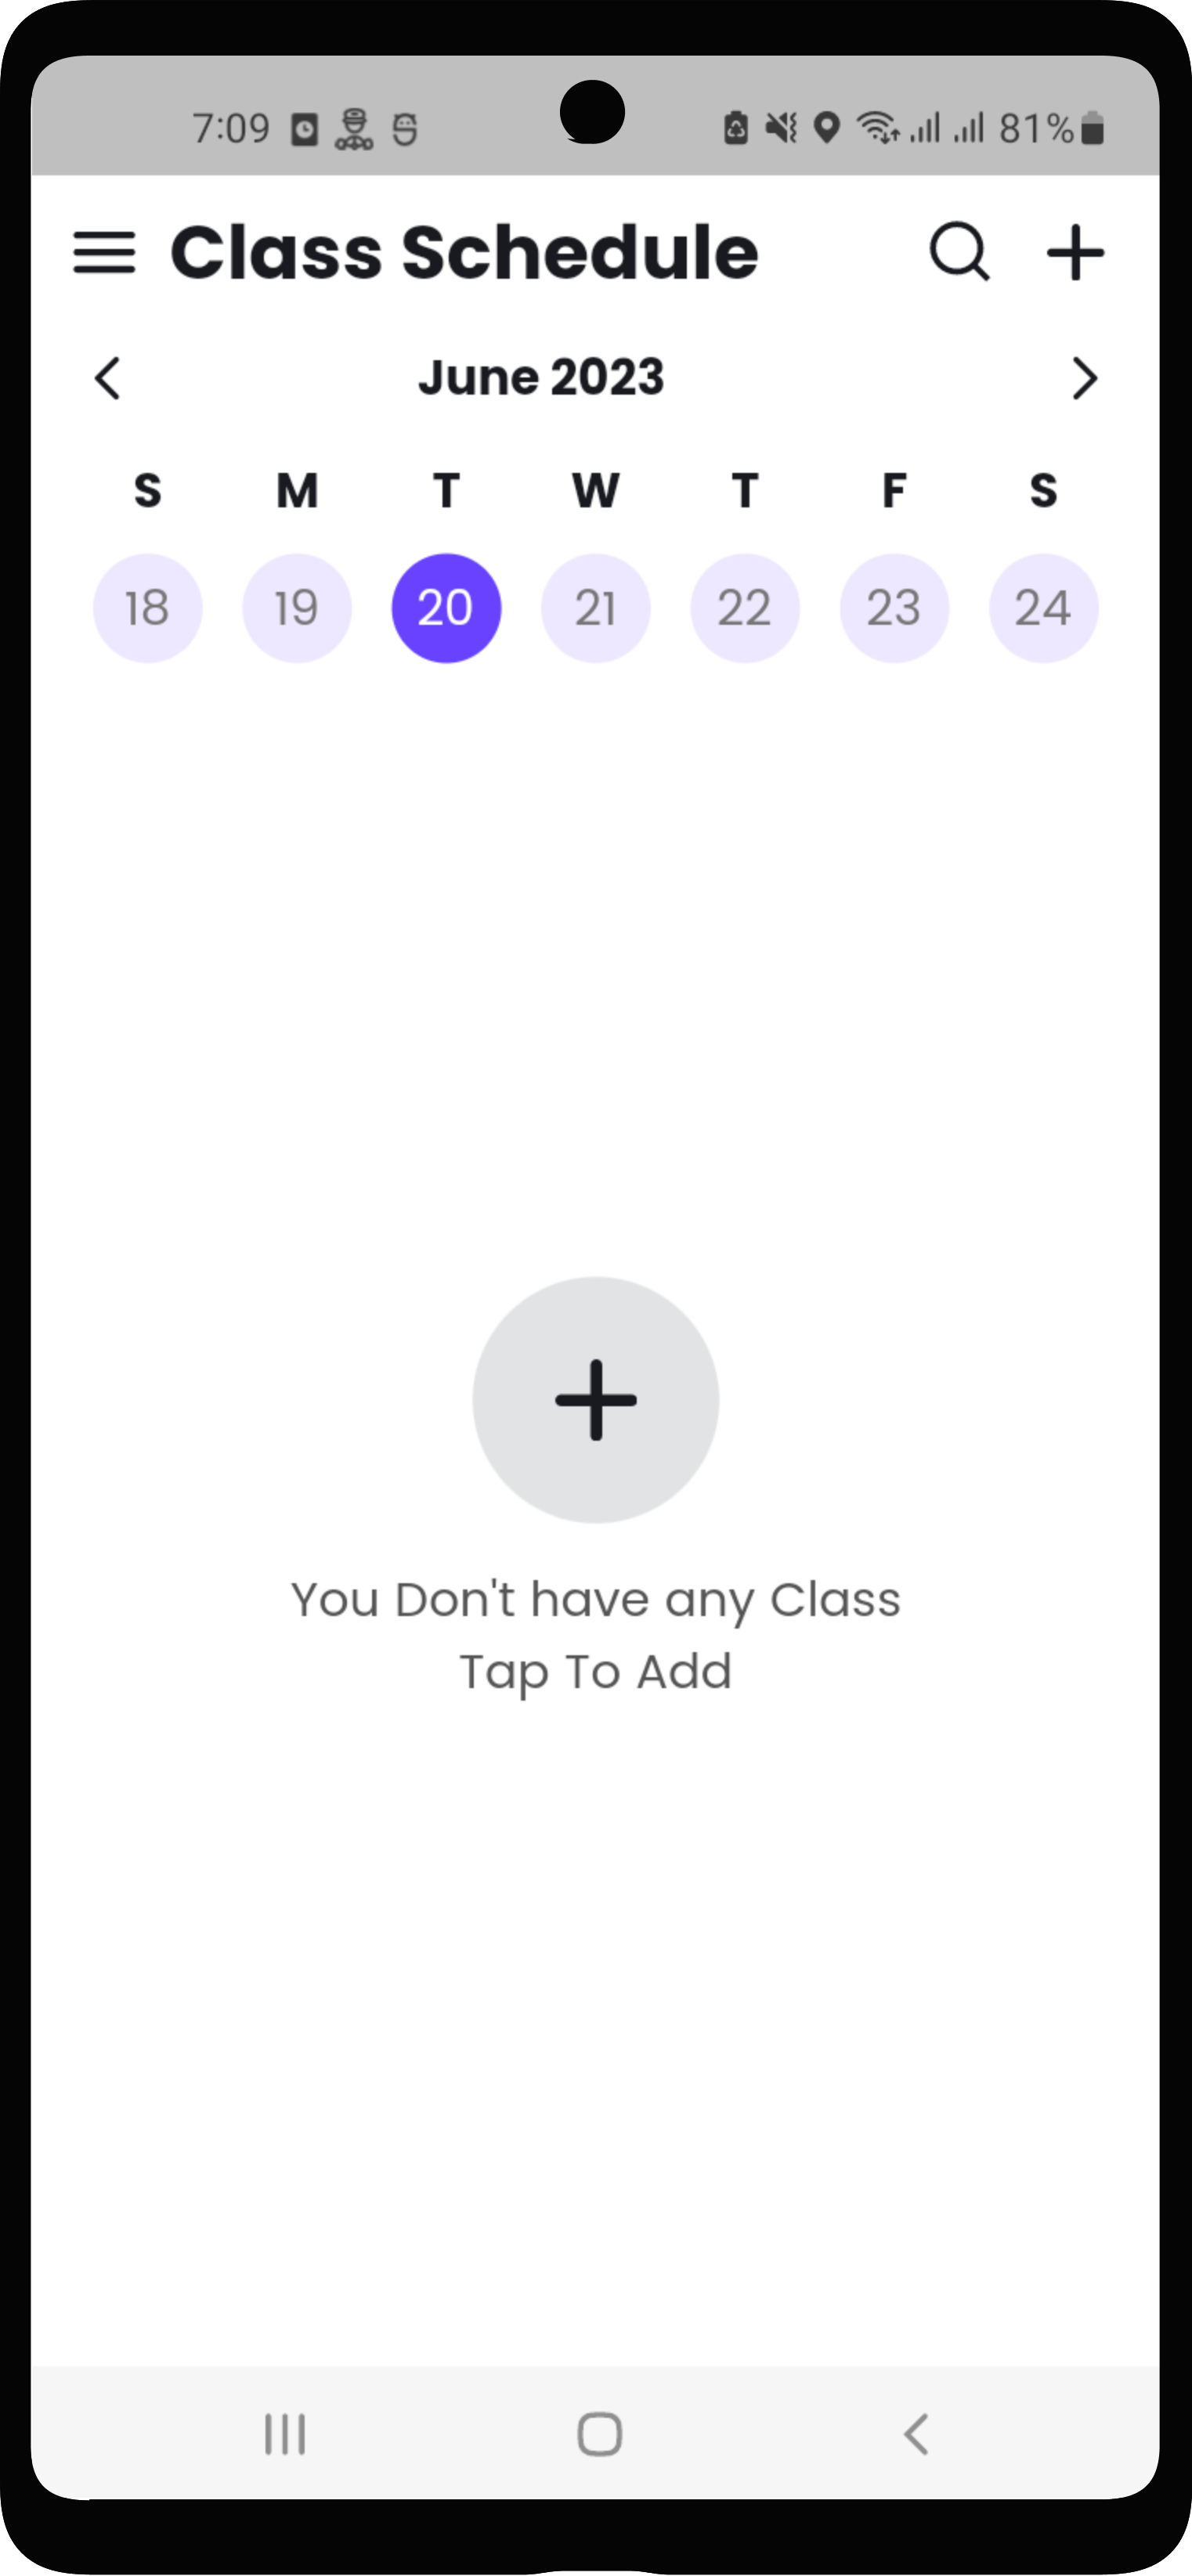 7:09 81%
Class Schedule
June 2023
S M T W T F S
18 19 20 21 22 23 24
You Don't have any Class
Tap To Add